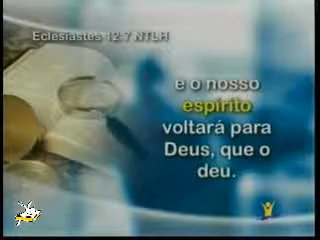 Eclesiastes 12:7 NTLH
e o nosso
espírito
voltará para
Deus, que o
deu.